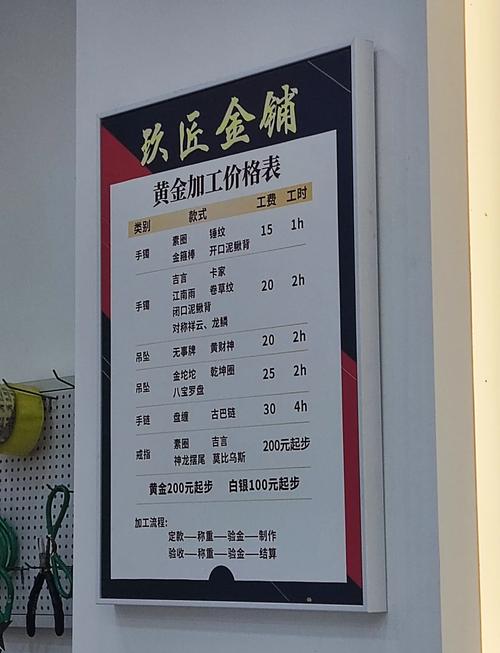 玖匠金铺
黄金加工价格表
类别 款式 工费 工时
手镯 素圈 锤纹 15 1h
金箍棒 开口泥鳅背
手镯 吉言 卡家 20 2h
江南雨 卷草纹
闭口泥鳅背
对称祥云、龙鳞
吊坠 无事牌 黄财神 20 2h
吊坠 金坨坨 乾坤圈 25 2h
八宝罗盘
手链 盘缠 古巴链 30 4h
戒指 素圈 吉言 200元起步
神龙摆尾 莫比乌斯
黄金200元起步 白银100元起步
加工流程:
定款—称重—验金—制作
验收—称重—验金—结算